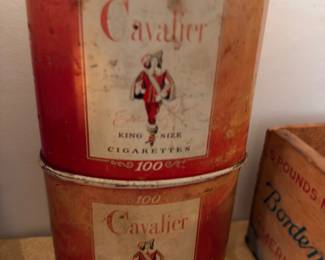 Cavalier
KING SIZE
CIGARETTES
100
100
Cavalier
5 POUNDS
Borden